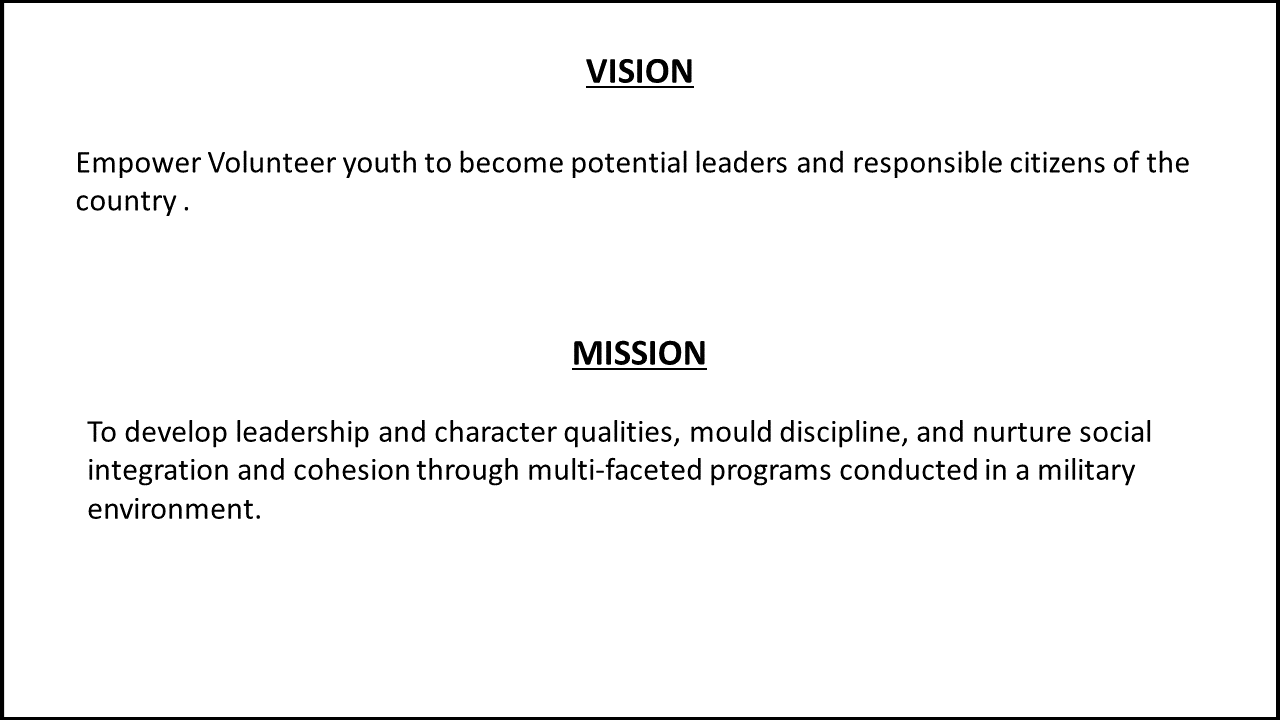 VISION
Empower Volunteer youth to become potential leaders and responsible citizens of the
country .
MISSION
To develop leadership and character qualities, mould discipline, and nurture social
integration and cohesion through multi-faceted programs conducted in a military
environment.